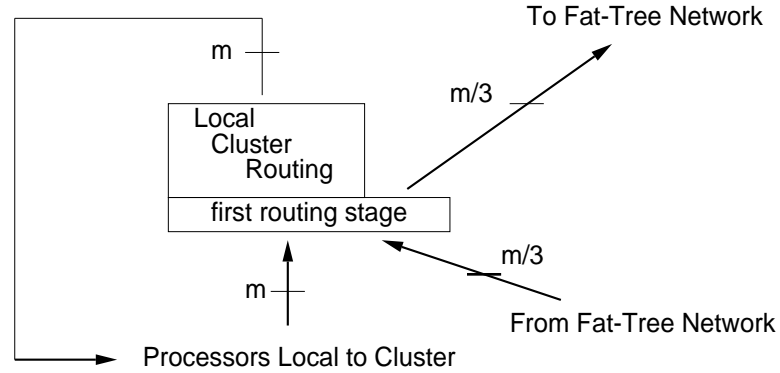 To Fat-Tree Network
m
m/3
Local
Cluster
Routing
first routing stage
m/3
m
From Fat-Tree Network
Processors Local to Cluster